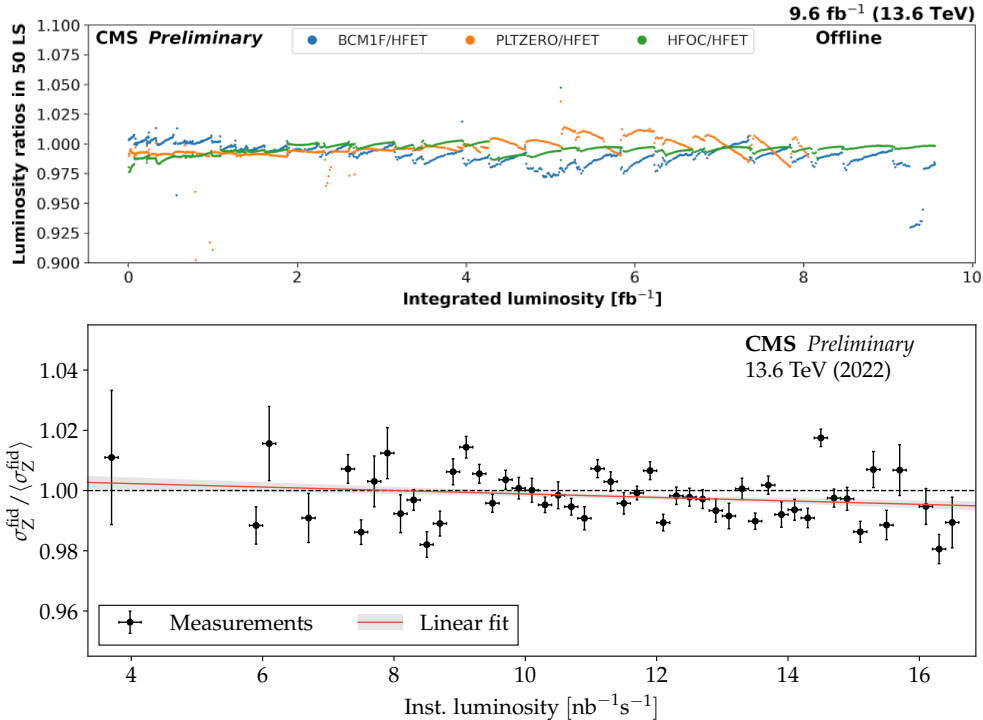 9.6 fb⁻¹ (13.6 TeV)
CMS Preliminary
BCM1F/HFET
PLTZERO/HFET
HFOC/HFET
Offline
Luminosity ratios in 50 LS
1.100
1.075
1.050
1.025
1.000
0.975
0.950
0.925
0.900
0 2 4 6 8 10
Integrated luminosity [fb⁻¹]
CMS Preliminary
13.6 TeV (2022)
σ_Z^fid / ⟨σ_Z^fid⟩
1.04
1.02
1.00
0.98
0.96
Measurements
Linear fit
4 6 8 10 12 14 16
Inst. luminosity [nb⁻¹s⁻¹]